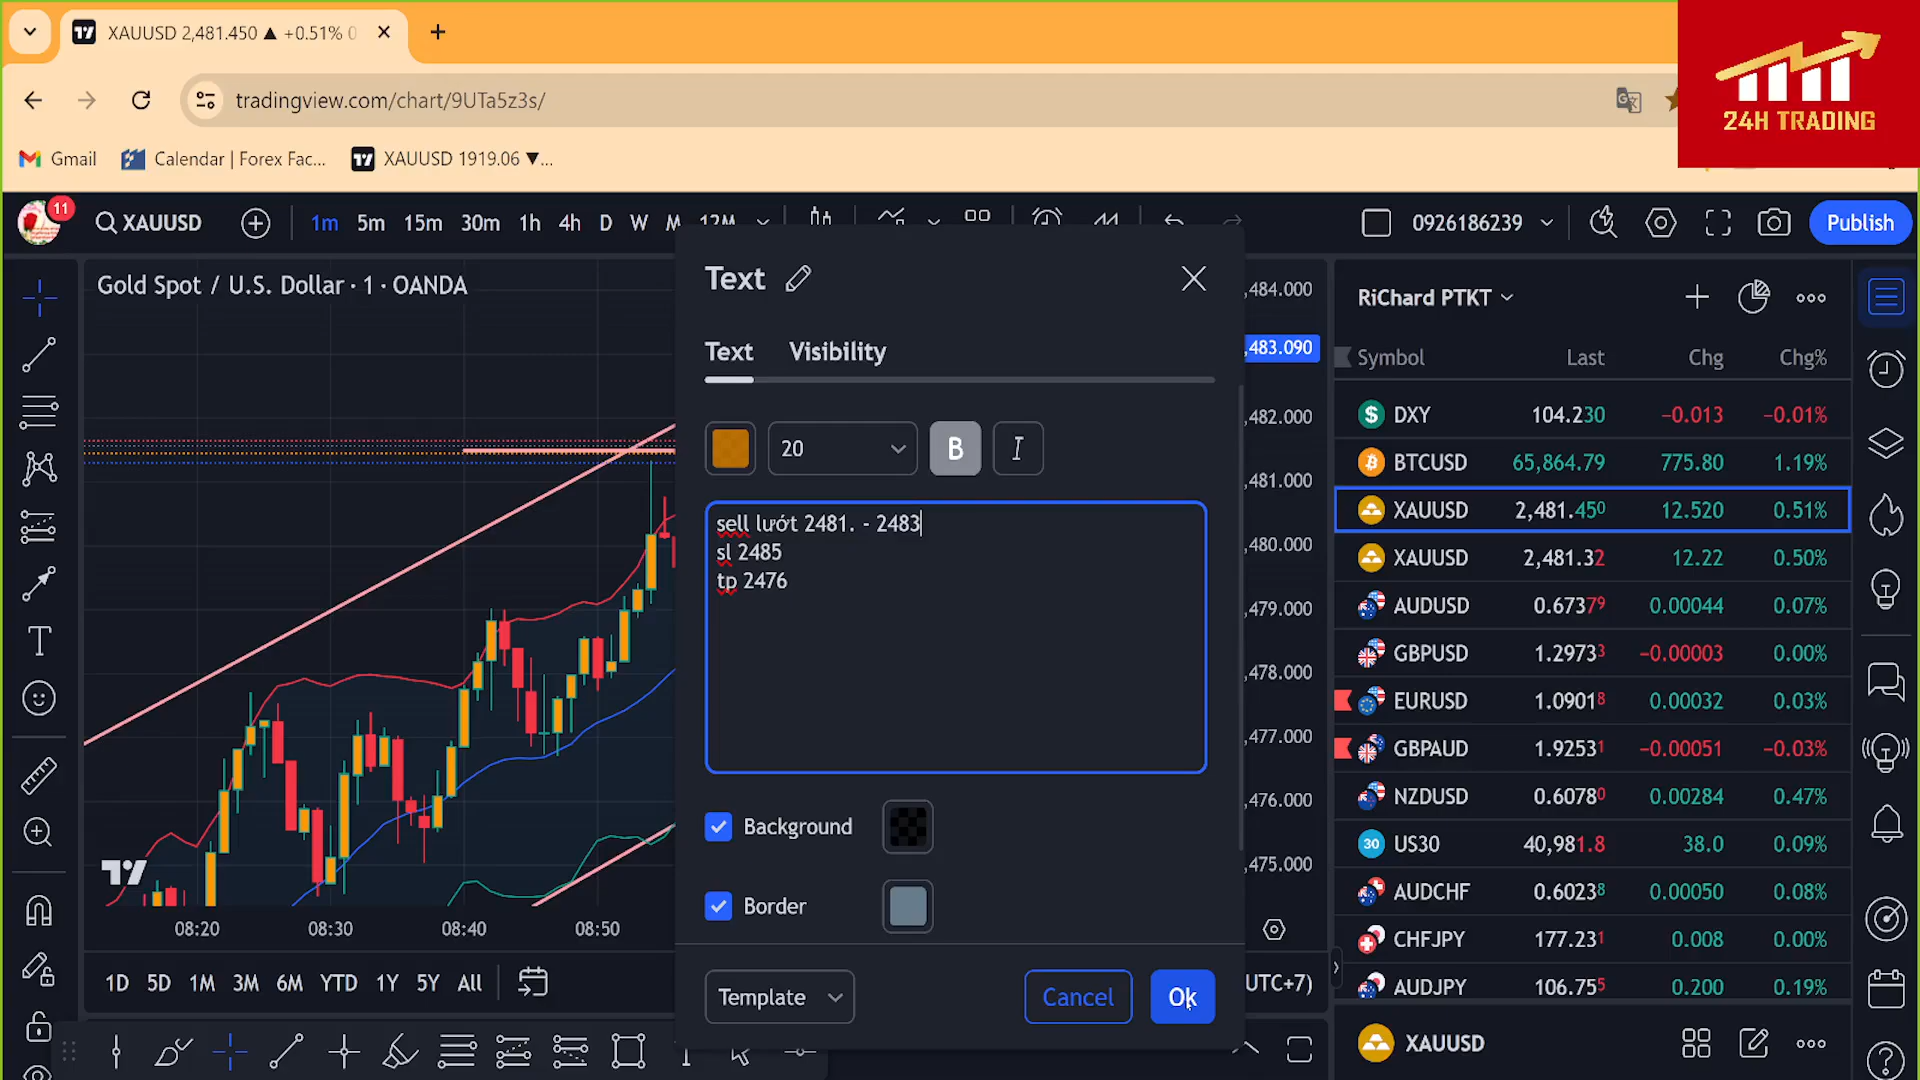 XAUUSD 2,481.450 ▲ +0.51%
24H TRADING
tradingview.com/chart/9UTa5z3s/
Gmail
Calendar | Forex Fac...
XAUUSD 1919.06 ▼...
11
XAUUSD
1m 5m 15m 30m 1h 4h D W M 12M
0926186239
Publish
Gold Spot / U.S. Dollar · 1 · OANDA
Text
Text Visibility
20
B I
sell lướt 2481. - 2483
sl 2485
tp 2476
Background
Border
Template
Cancel
Ok
,484.000
,483.090
,482.000
,481.000
,480.000
,479.000
,478.000
,477.000
,476.000
,475.000
08:20 08:30 08:40 08:50
1D 5D 1M 3M 6M YTD 1Y 5Y All
UTC+7)
RiChard PTKT
Symbol Last Chg Chg%
DXY 104.230 −0.013 −0.01%
BTCUSD 65,864.79 775.80 1.19%
XAUUSD 2,481.450 12.520 0.51%
XAUUSD 2,481.32 12.22 0.50%
AUDUSD 0.67379 0.00044 0.07%
GBPUSD 1.29733 −0.00003 0.00%
EURUSD 1.09018 0.00032 0.03%
GBPAUD 1.92531 −0.00051 −0.03%
NZDUSD 0.60780 0.00284 0.47%
30 US30 40,981.8 38.0 0.09%
AUDCHF 0.60238 0.00050 0.08%
CHFJPY 177.231 0.008 0.00%
AUDJPY 106.755 0.200 0.19%
XAUUSD